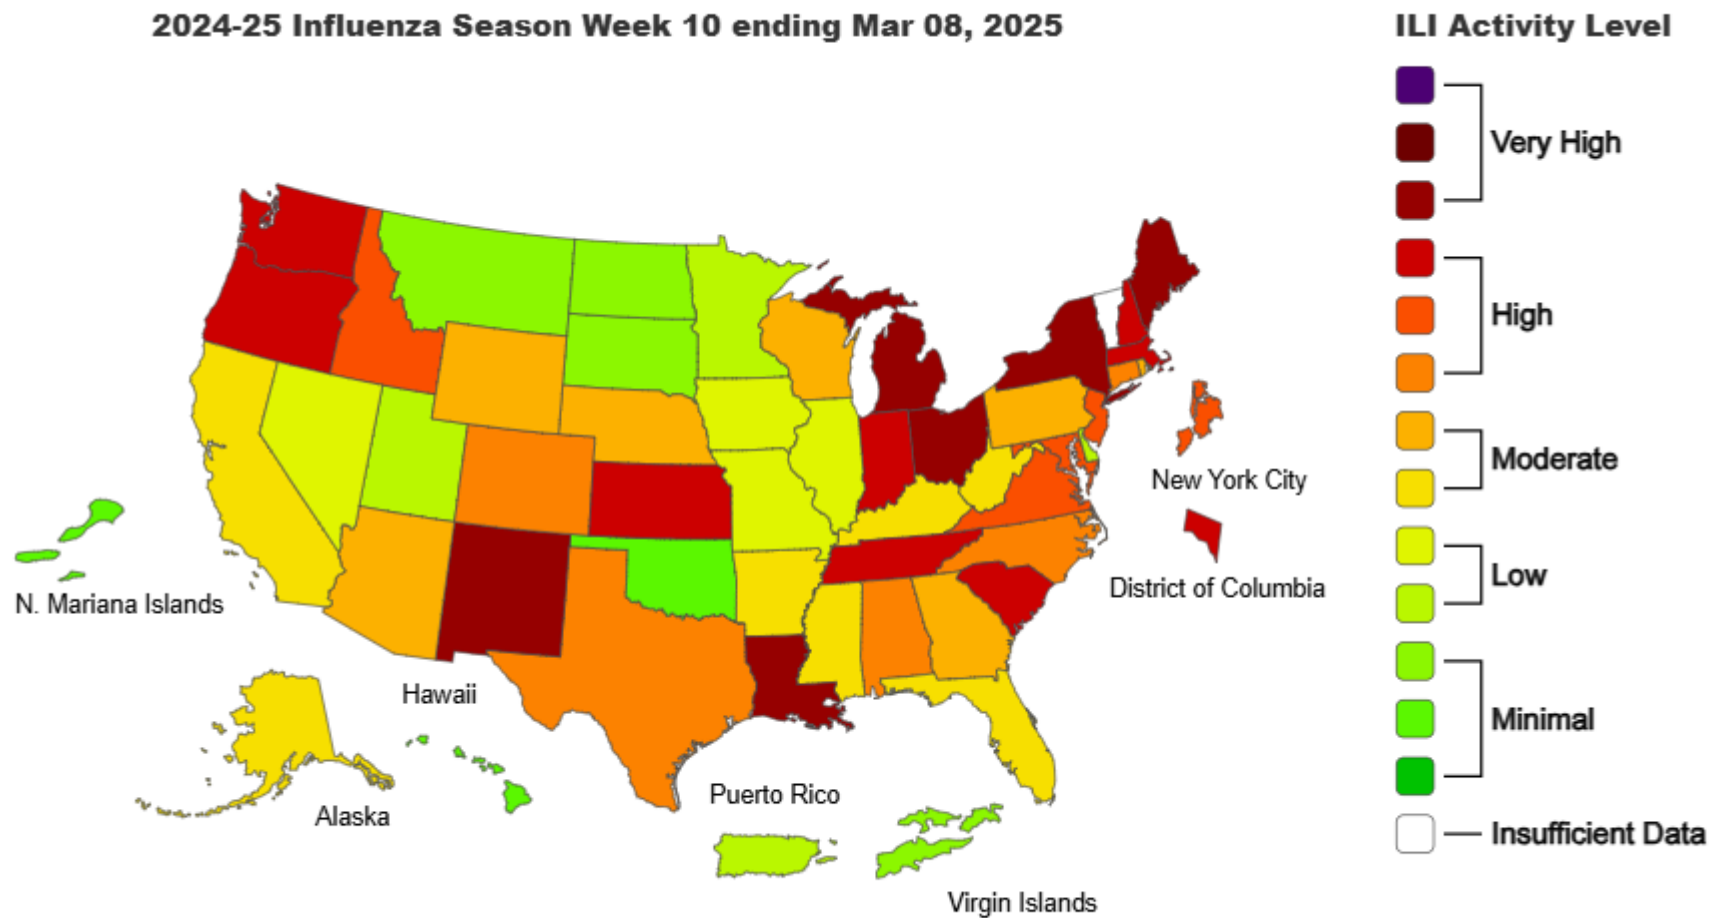 2024-25 Influenza Season Week 10 ending Mar 08, 2025
ILI Activity Level
Very High
High
Moderate
Low
Minimal
Insufficient Data
New York City
District of Columbia
N. Mariana Islands
Hawaii
Alaska
Puerto Rico
Virgin Islands